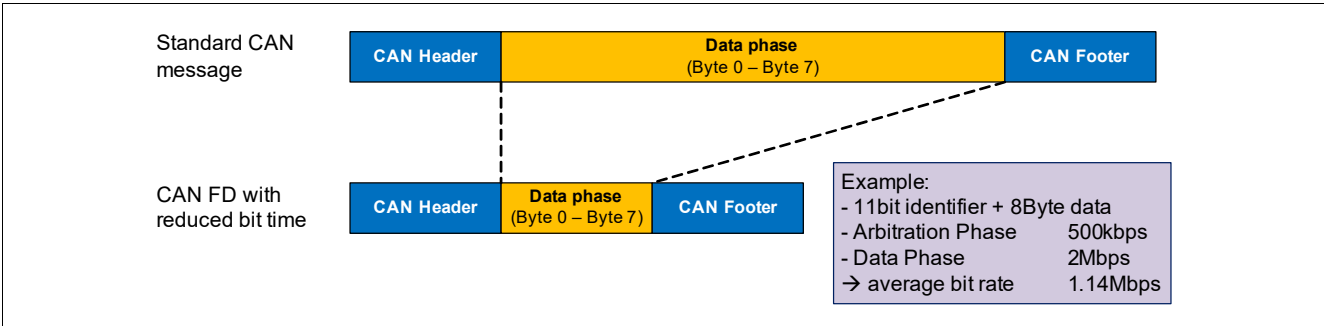 Standard CAN
message
CAN Header
Data phase
(Byte 0 – Byte 7)
CAN Footer
CAN FD with
reduced bit time
CAN Header
Data phase
(Byte 0 – Byte 7)
CAN Footer
Example:
- 11bit identifier + 8Byte data
- Arbitration Phase 500kbps
- Data Phase 2Mbps
→ average bit rate 1.14Mbps